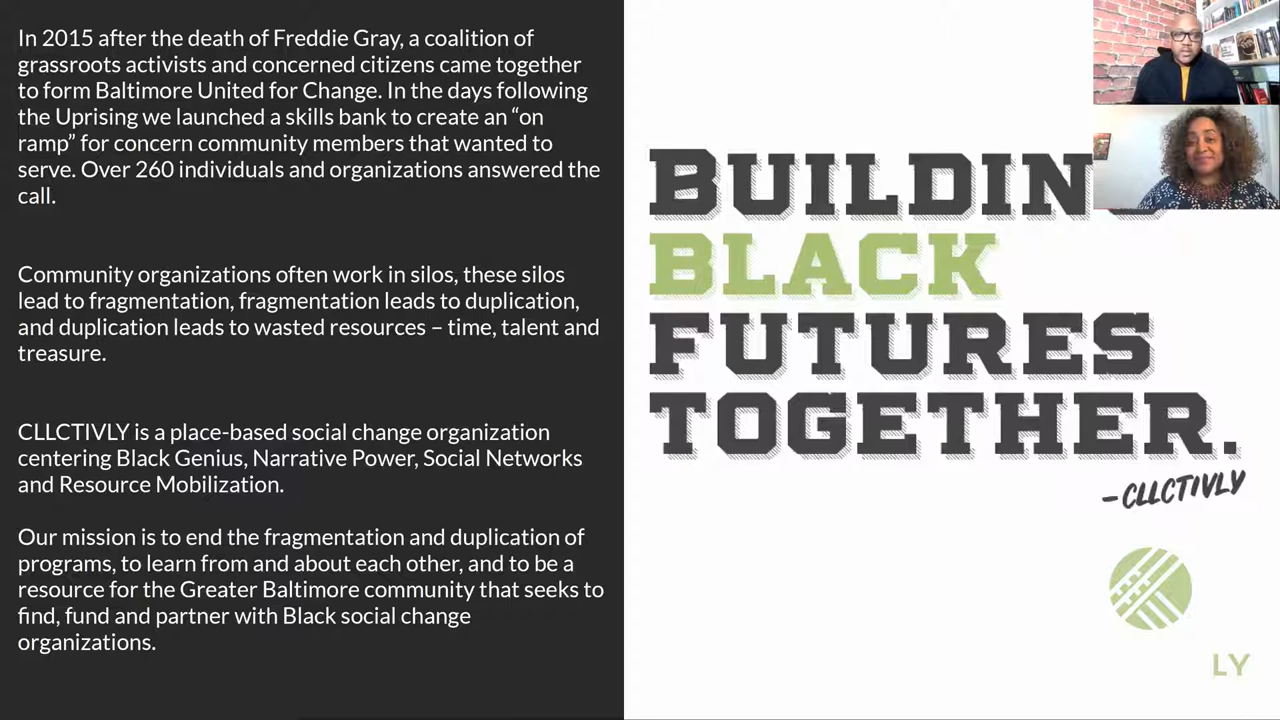 In 2015 after the death of Freddie Gray, a coalition of
grassroots activists and concerned citizens came together
to form Baltimore United for Change. In the days following
the Uprising we launched a skills bank to create an “on
ramp” for concern community members that wanted to
serve. Over 260 individuals and organizations answered the
call.
Community organizations often work in silos, these silos
lead to fragmentation, fragmentation leads to duplication,
and duplication leads to wasted resources – time, talent and
treasure.
CLLCTIVLY is a place-based social change organization
centering Black Genius, Narrative Power, Social Networks
and Resource Mobilization.
Our mission is to end the fragmentation and duplication of
programs, to learn from and about each other, and to be a
resource for the Greater Baltimore community that seeks to
find, fund and partner with Black social change
organizations.
BUILDIN
BLACK
FUTURES
TOGETHER.
-CLLCTIVLY
LY